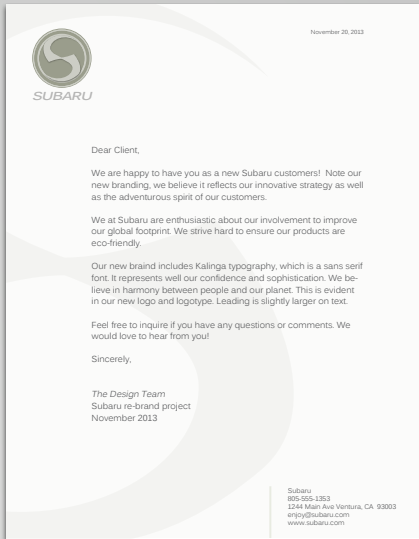 November 20, 2013
SUBARU
Dear Client,
We are happy to have you as a new Subaru customers!  Note our
new branding, we believe it reflects our innovative strategy as well
as the adventurous spirit of our customers.
We at Subaru are enthusiastic about our involvement to improve
our global footprint. We strive hard to ensure our products are
eco-friendly.
Our new braind includes Kalinga typography, which is a sans serif
font. It represents well our confidence and sophistication. We be-
lieve in harmony between people and our planet. This is evident
in our new logo and logotype. Leading is slightly larger on text.
Feel free to inquire if you have any questions or comments. We
would love to hear from you!
Sincerely,
The Design Team
Subaru re-brand project
November 2013
Subaru
805-555-1353
1244 Main Ave Ventura, CA  93003
enjoy@subaru.com
www.subaru.com